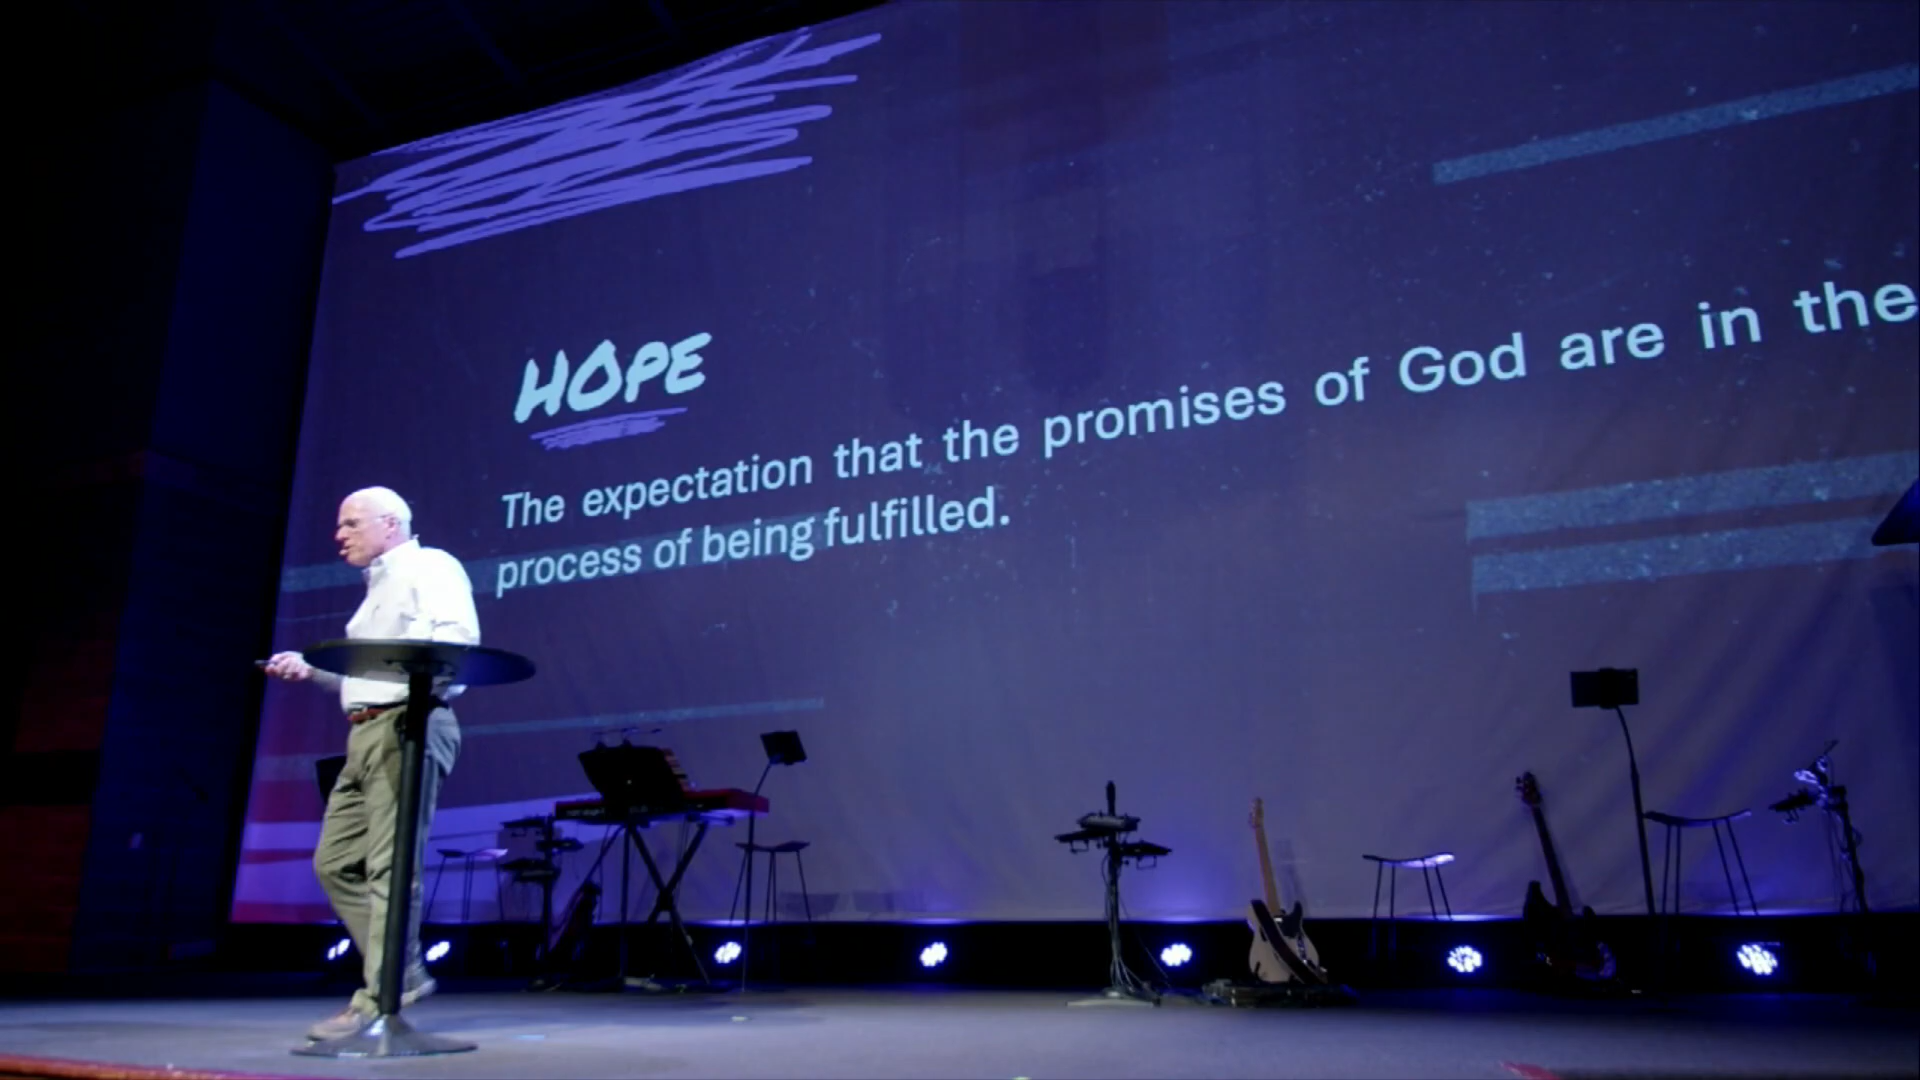 HOPE
The expectation that the promises of God are in the
process of being fulfilled.